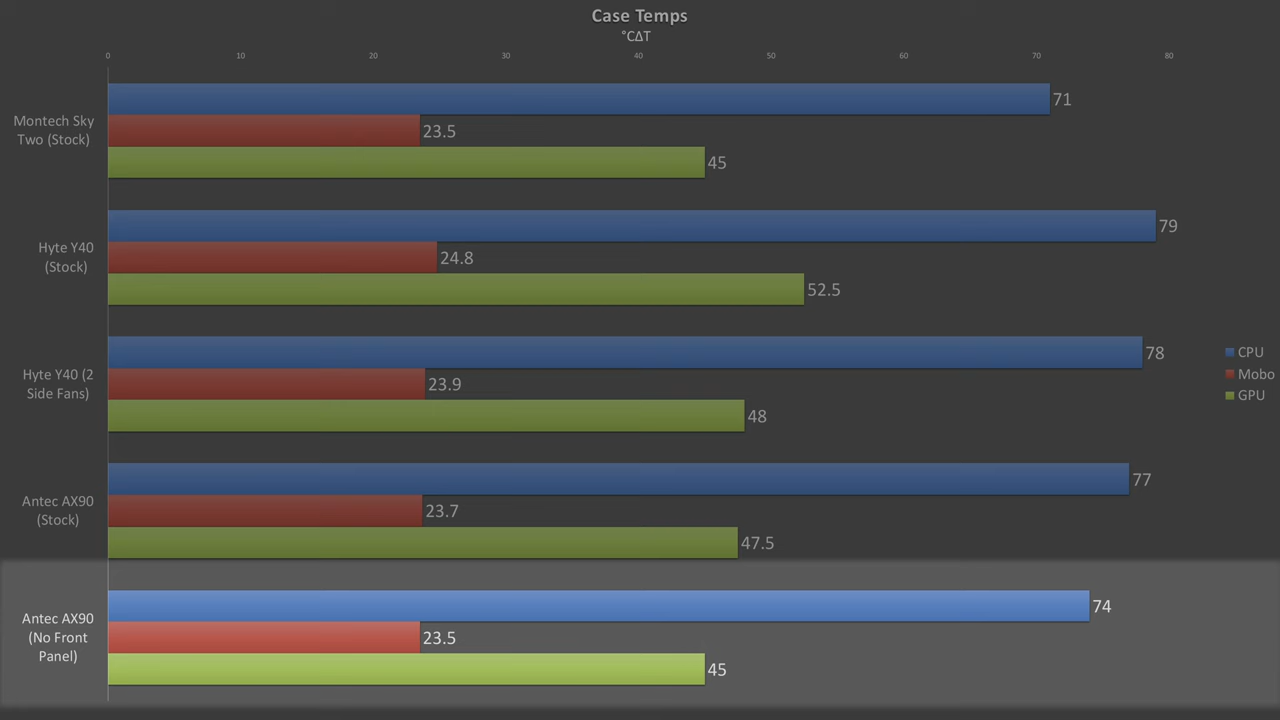 Case Temps
°CΔT
0 10 20 30 40 50 60 70 80
Montech Sky
Two (Stock)
71
23.5
45
Hyte Y40
(Stock)
79
24.8
52.5
Hyte Y40 (2
Side Fans)
78
23.9
48
Antec AX90
(Stock)
77
23.7
47.5
Antec AX90
(No Front
Panel)
74
23.5
45
CPU
Mobo
GPU